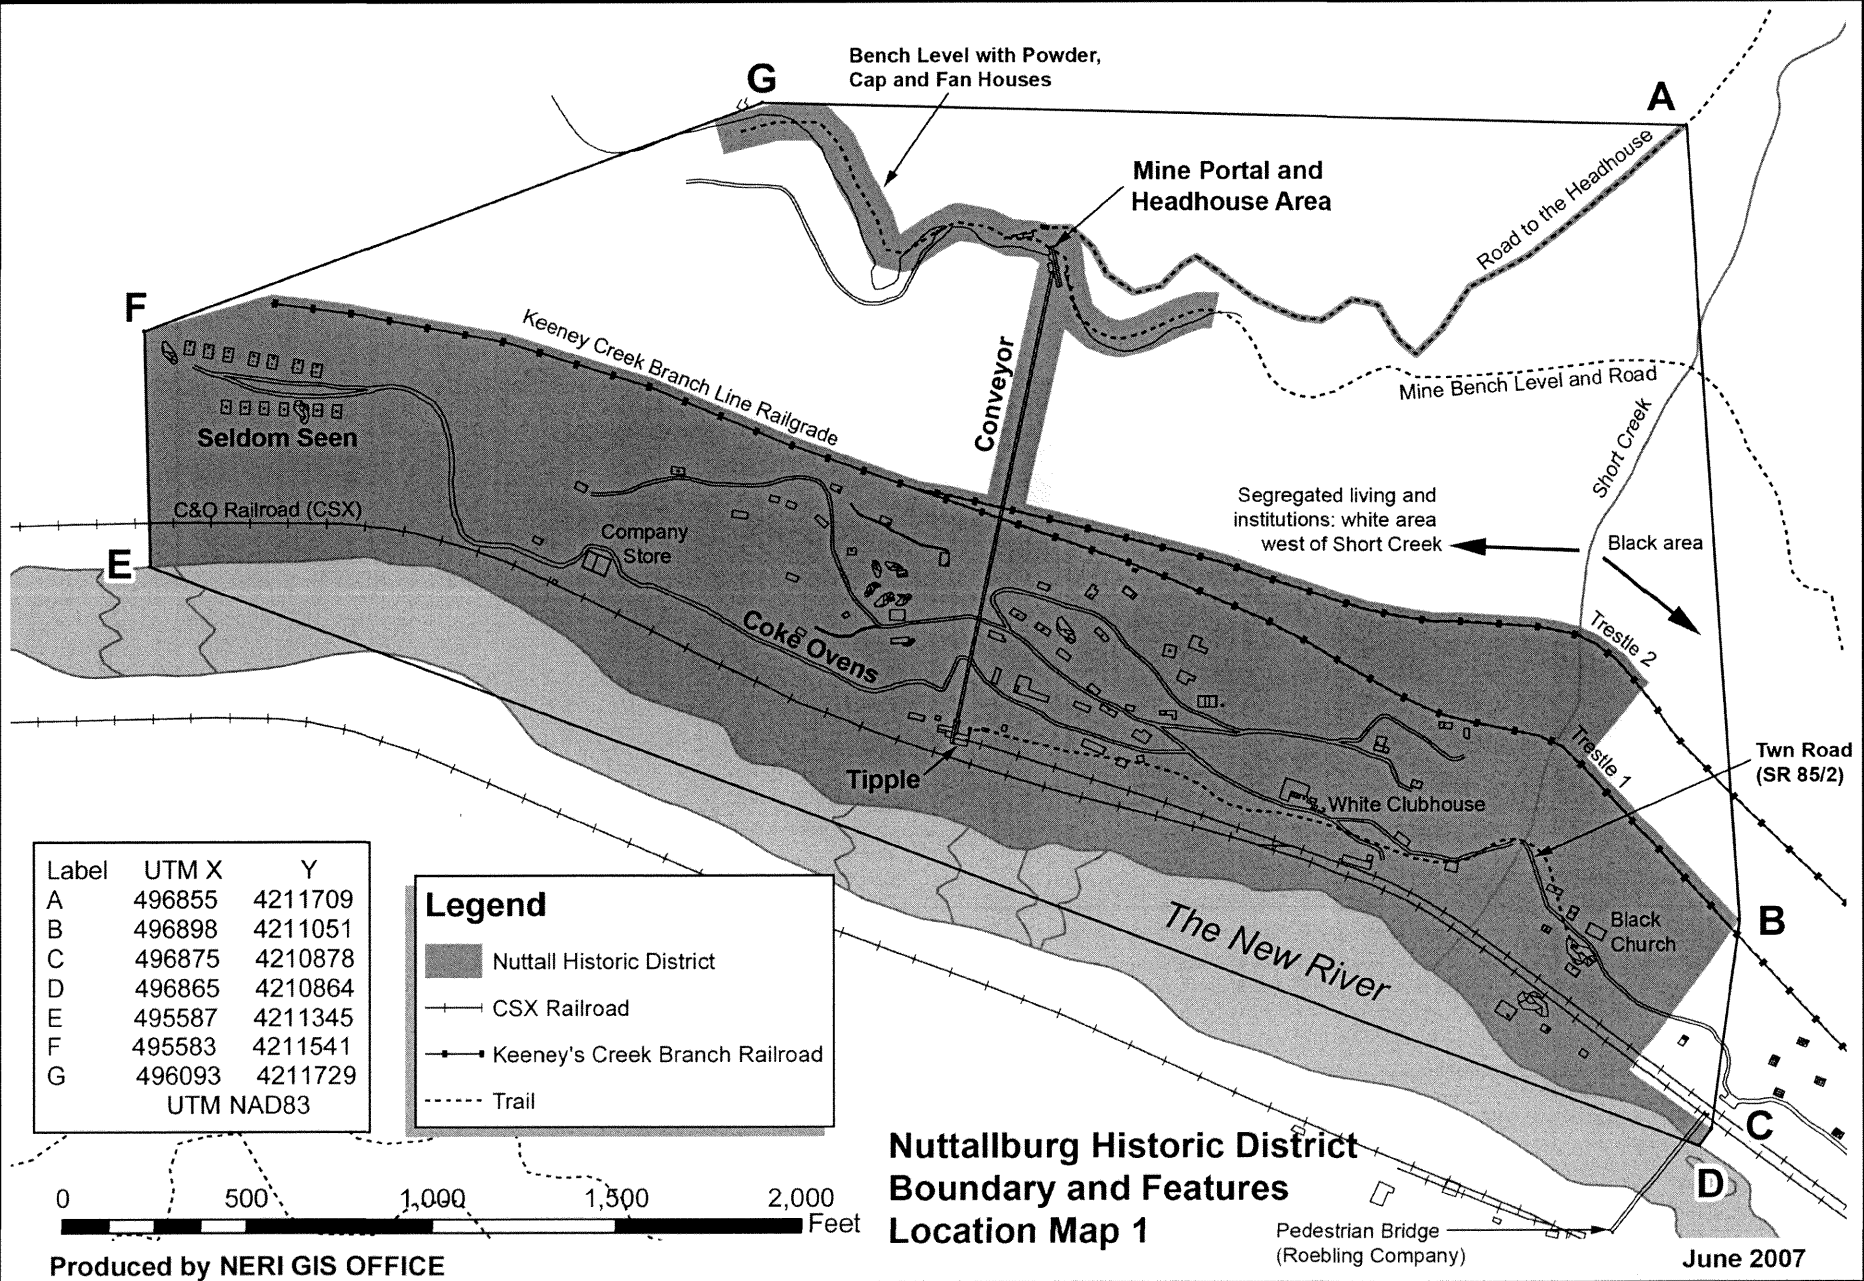 G
Bench Level with Powder,
Cap and Fan Houses
A
Mine Portal and
Headhouse Area
Road to the Headhouse
F
Keeney Creek Branch Line Railgrade
Conveyor
Mine Bench Level and Road
Short Creek
Seldom Seen
C&O Railroad (CSX)
Segregated living and
institutions: white area
west of Short Creek
Black area
Company
Store
E
Coke Ovens
Trestle 2
Trestle 1
Twn Road
(SR 85/2)
Tipple
White Clubhouse
Black
Church
B
The New River
C
D
Label UTM X Y
A 496855 4211709
B 496898 4211051
C 496875 4210878
D 496865 4210864
E 495587 4211345
F 495583 4211541
G 496093 4211729
UTM NAD83
Legend
Nuttall Historic District
CSX Railroad
Keeney's Creek Branch Railroad
Trail
0 500 1,000 1,500 2,000
Feet
Produced by NERI GIS OFFICE
Nuttallburg Historic District
Boundary and Features
Location Map 1
Pedestrian Bridge
(Roebling Company)
June 2007